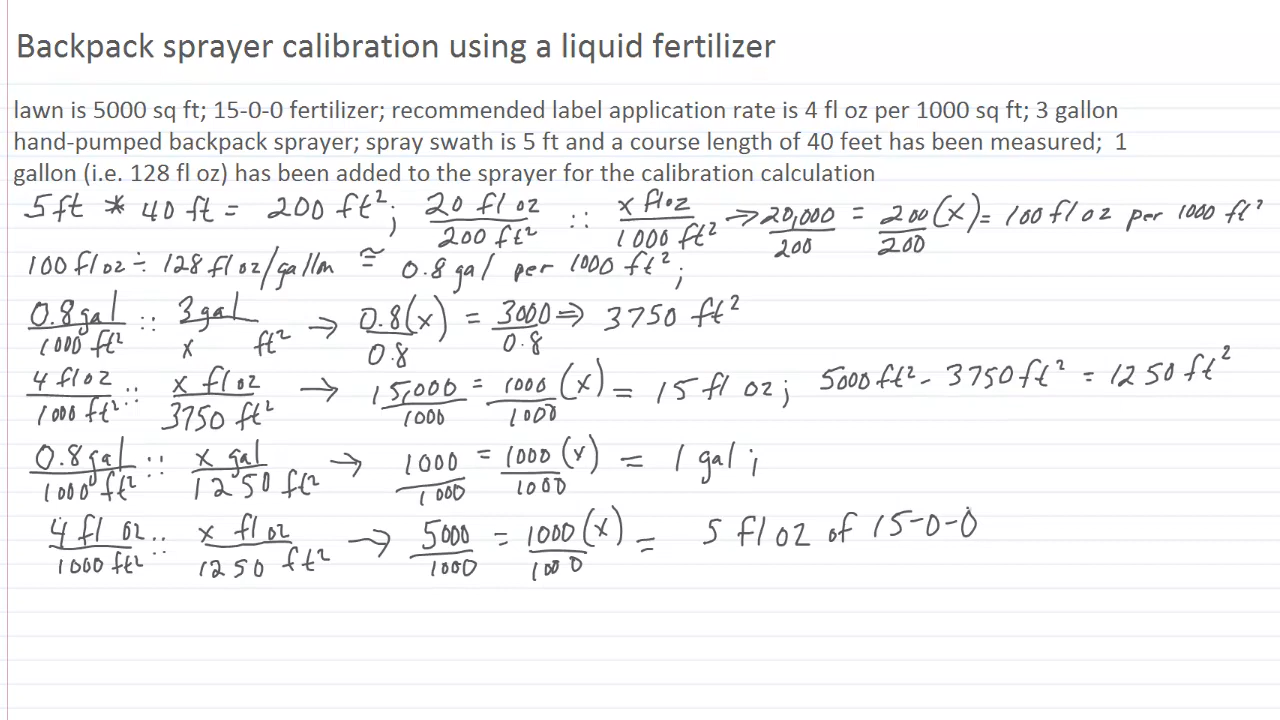 Backpack sprayer calibration using a liquid fertilizer
lawn is 5000 sq ft; 15-0-0 fertilizer; recommended label application rate is 4 fl oz per 1000 sq ft; 3 gallon
hand-pumped backpack sprayer; spray swath is 5 ft and a course length of 40 feet has been measured; 1
gallon (i.e. 128 fl oz) has been added to the sprayer for the calibration calculation
5 ft * 40 ft = 200 ft²; 20 fl oz / 200 ft² :: x fl oz / 1000 ft² → 20,000 / 200 = 200 (x) / 200 = 100 fl oz per 1000 ft²
100 fl oz ÷ 128 fl oz/gallon ≅ 0.8 gal per 1000 ft²;
0.8 gal / 1000 ft² :: 3 gal / x ft² → 0.8 (x) / 0.8 = 3000 / 0.8 ⇒ 3750 ft²
4 fl oz / 1000 ft² :: x fl oz / 3750 ft² → 15,000 / 1000 = 1000 (x) / 1000 = 15 fl oz; 5000 ft² - 3750 ft² = 1250 ft²
0.8 gal / 1000 ft² :: x gal / 1250 ft² → 1000 / 1000 = 1000 (x) / 1000 = 1 gal;
4 fl oz / 1000 ft² :: x fl oz / 1250 ft² → 5000 / 1000 = 1000 (x) / 1000 = 5 fl oz of 15-0-0